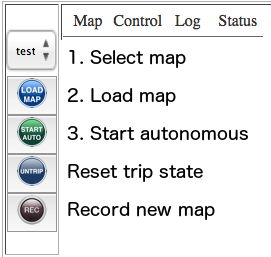 Map Control Log Status
test 1. Select map
LOAD MAP 2. Load map
START AUTO 3. Start autonomous
UNTRIP Reset trip state
REC Record new map